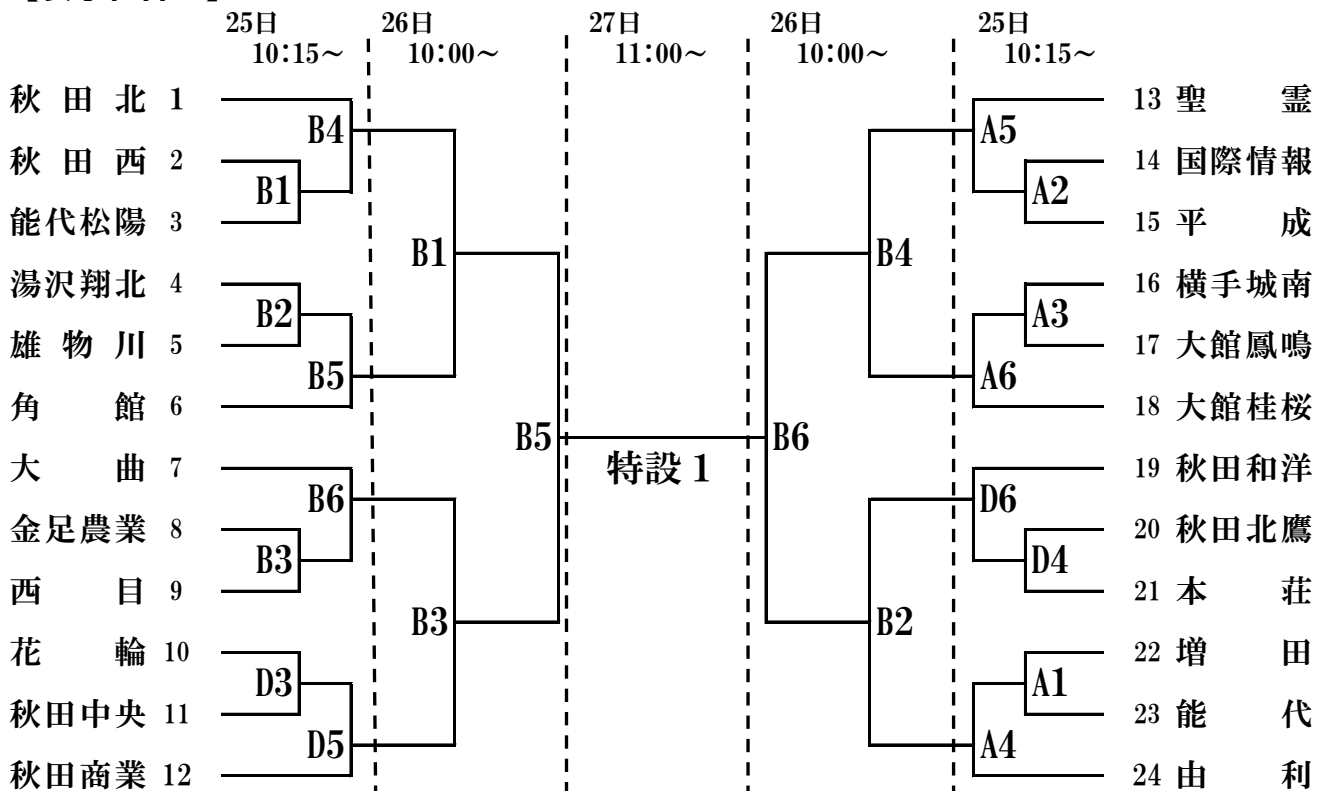 25日 26日 27日 26日 25日
10:15～ 10:00～ 11:00～ 10:00～ 10:15～
秋田北 1 13 聖霊
B4 A5
秋田西 2 14 国際情報
B1 A2
能代松陽 3 15 平成
B1 B4
湯沢翔北 4 16 横手城南
B2 A3
雄物川 5 17 大館鳳鳴
B5 A6
角館 6 18 大館桂桜
B5 特設1 B6
大曲 7 19 秋田和洋
B6 D6
金足農業 8 20 秋田北鷹
B3 D4
西目 9 21 本荘
B3 B2
花輪 10 22 増田
D3 A1
秋田中央 11 23 能代
D5 A4
秋田商業 12 24 由利